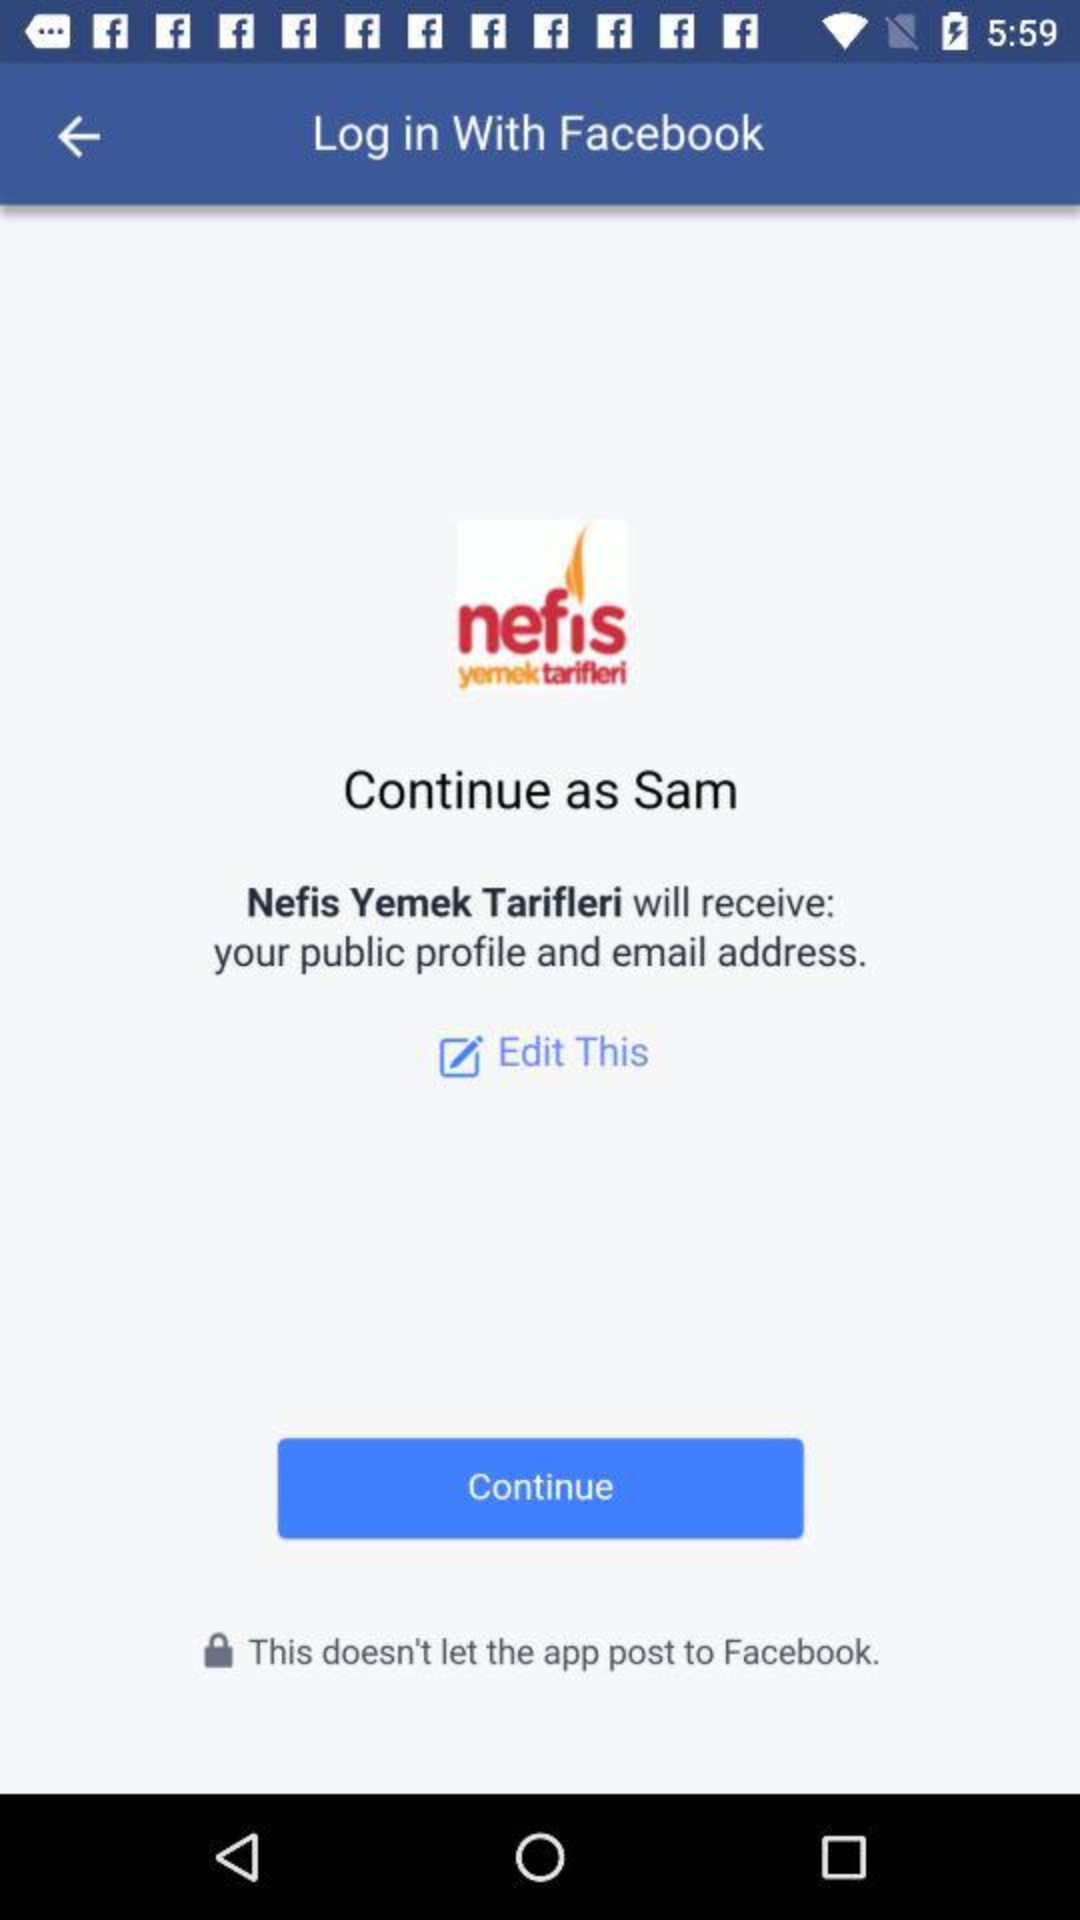 5:59
Log in With Facebook
nefis
yemek tarifleri
Continue as Sam
Nefis Yemek Tarifleri will receive:
your public profile and email address.
Edit This
Continue
This doesn't let the app post to Facebook.